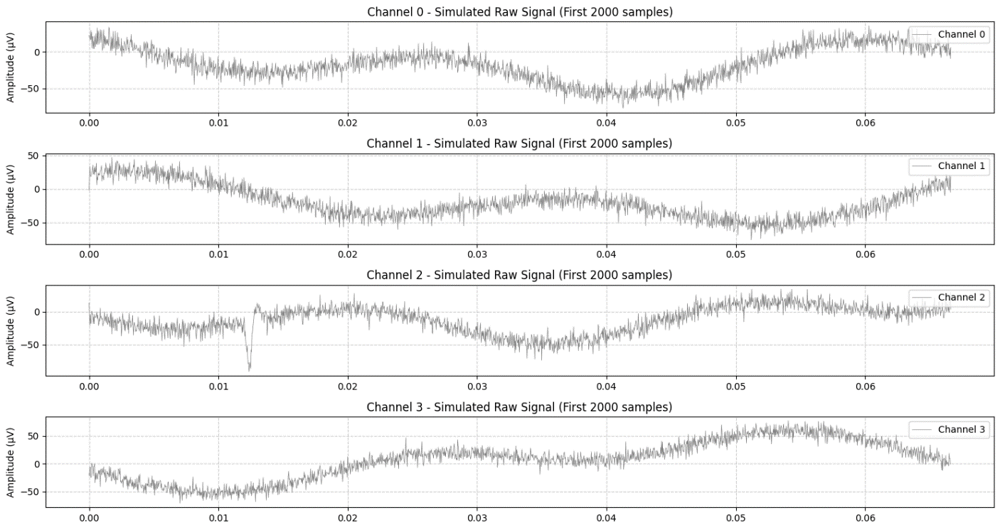 Channel 0 - Simulated Raw Signal (First 2000 samples)
Amplitude (µV)
0
−50
Channel 0
0.00 0.01 0.02 0.03 0.04 0.05 0.06
Channel 1 - Simulated Raw Signal (First 2000 samples)
Amplitude (µV)
50
0
−50
Channel 1
0.00 0.01 0.02 0.03 0.04 0.05 0.06
Channel 2 - Simulated Raw Signal (First 2000 samples)
Amplitude (µV)
0
−50
Channel 2
0.00 0.01 0.02 0.03 0.04 0.05 0.06
Channel 3 - Simulated Raw Signal (First 2000 samples)
Amplitude (µV)
50
0
−50
Channel 3
0.00 0.01 0.02 0.03 0.04 0.05 0.06